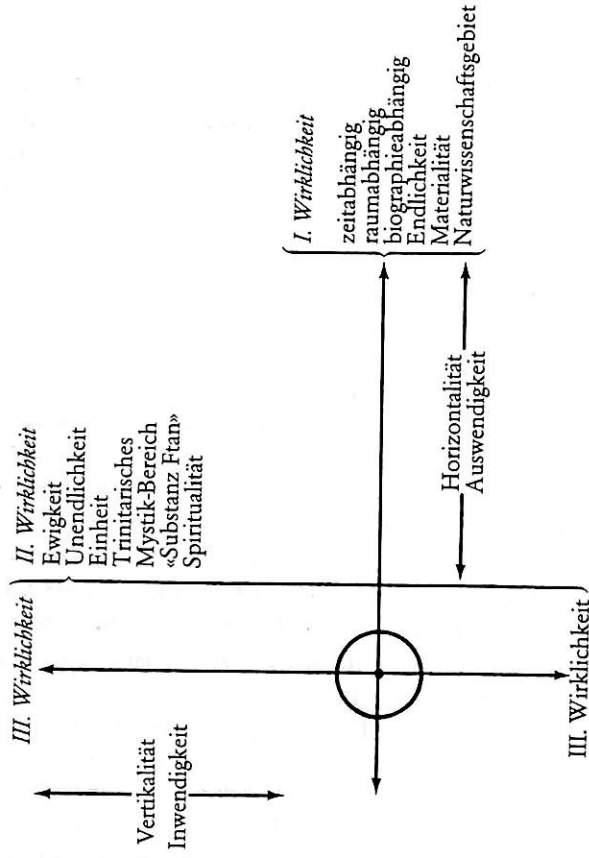 III. Wirklichkeit
II. Wirklichkeit
Ewigkeit
Unendlichkeit
Einheit
Trinitarisches
Mystik-Bereich
«Substanz Ftan»
Spiritualität
Vertikalität
Inwendigkeit
I. Wirklichkeit
zeitabhängig
raumabhängig
biographieabhängig
Endlichkeit
Materialität
Naturwissenschaftsgebiet
Horizontalität
Auswendigkeit
III. Wirklichkeit